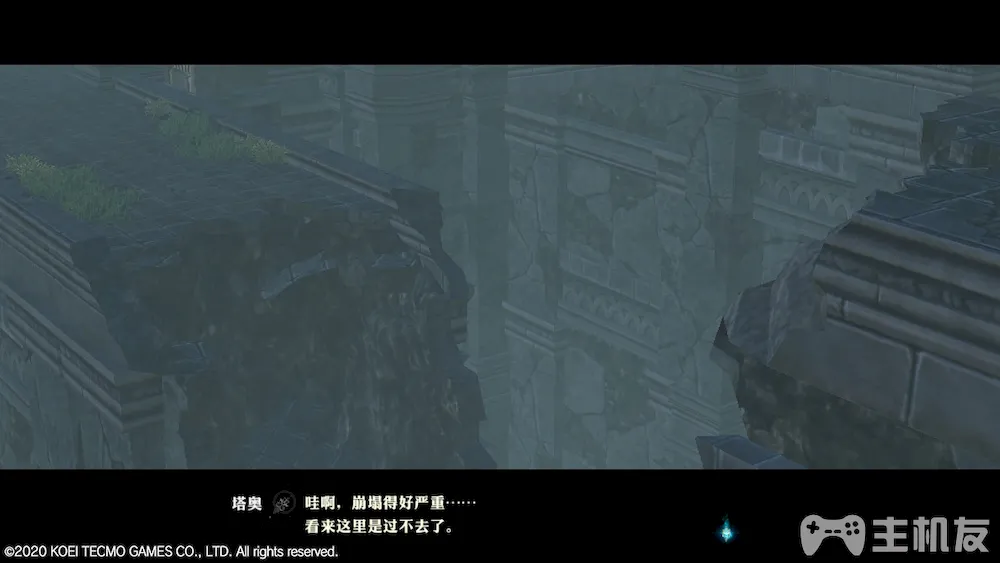 塔奥 哇啊，崩塌得好严重……
看来这里是过不去了。
©2020 KOEI TECMO GAMES CO., LTD. All rights reserved.
主机友